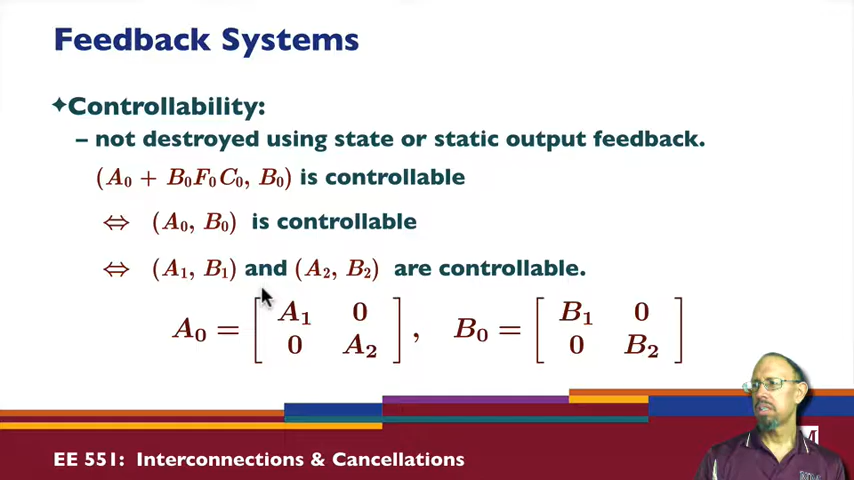 Feedback Systems
✦Controllability:
– not destroyed using state or static output feedback.
(A₀ + B₀F₀C₀, B₀) is controllable
⇔ (A₀, B₀) is controllable
⇔ (A₁, B₁) and (A₂, B₂) are controllable.
A₀ = [ A₁ 0 ; 0 A₂ ] , B₀ = [ B₁ 0 ; 0 B₂ ]
EE 551: Interconnections & Cancellations